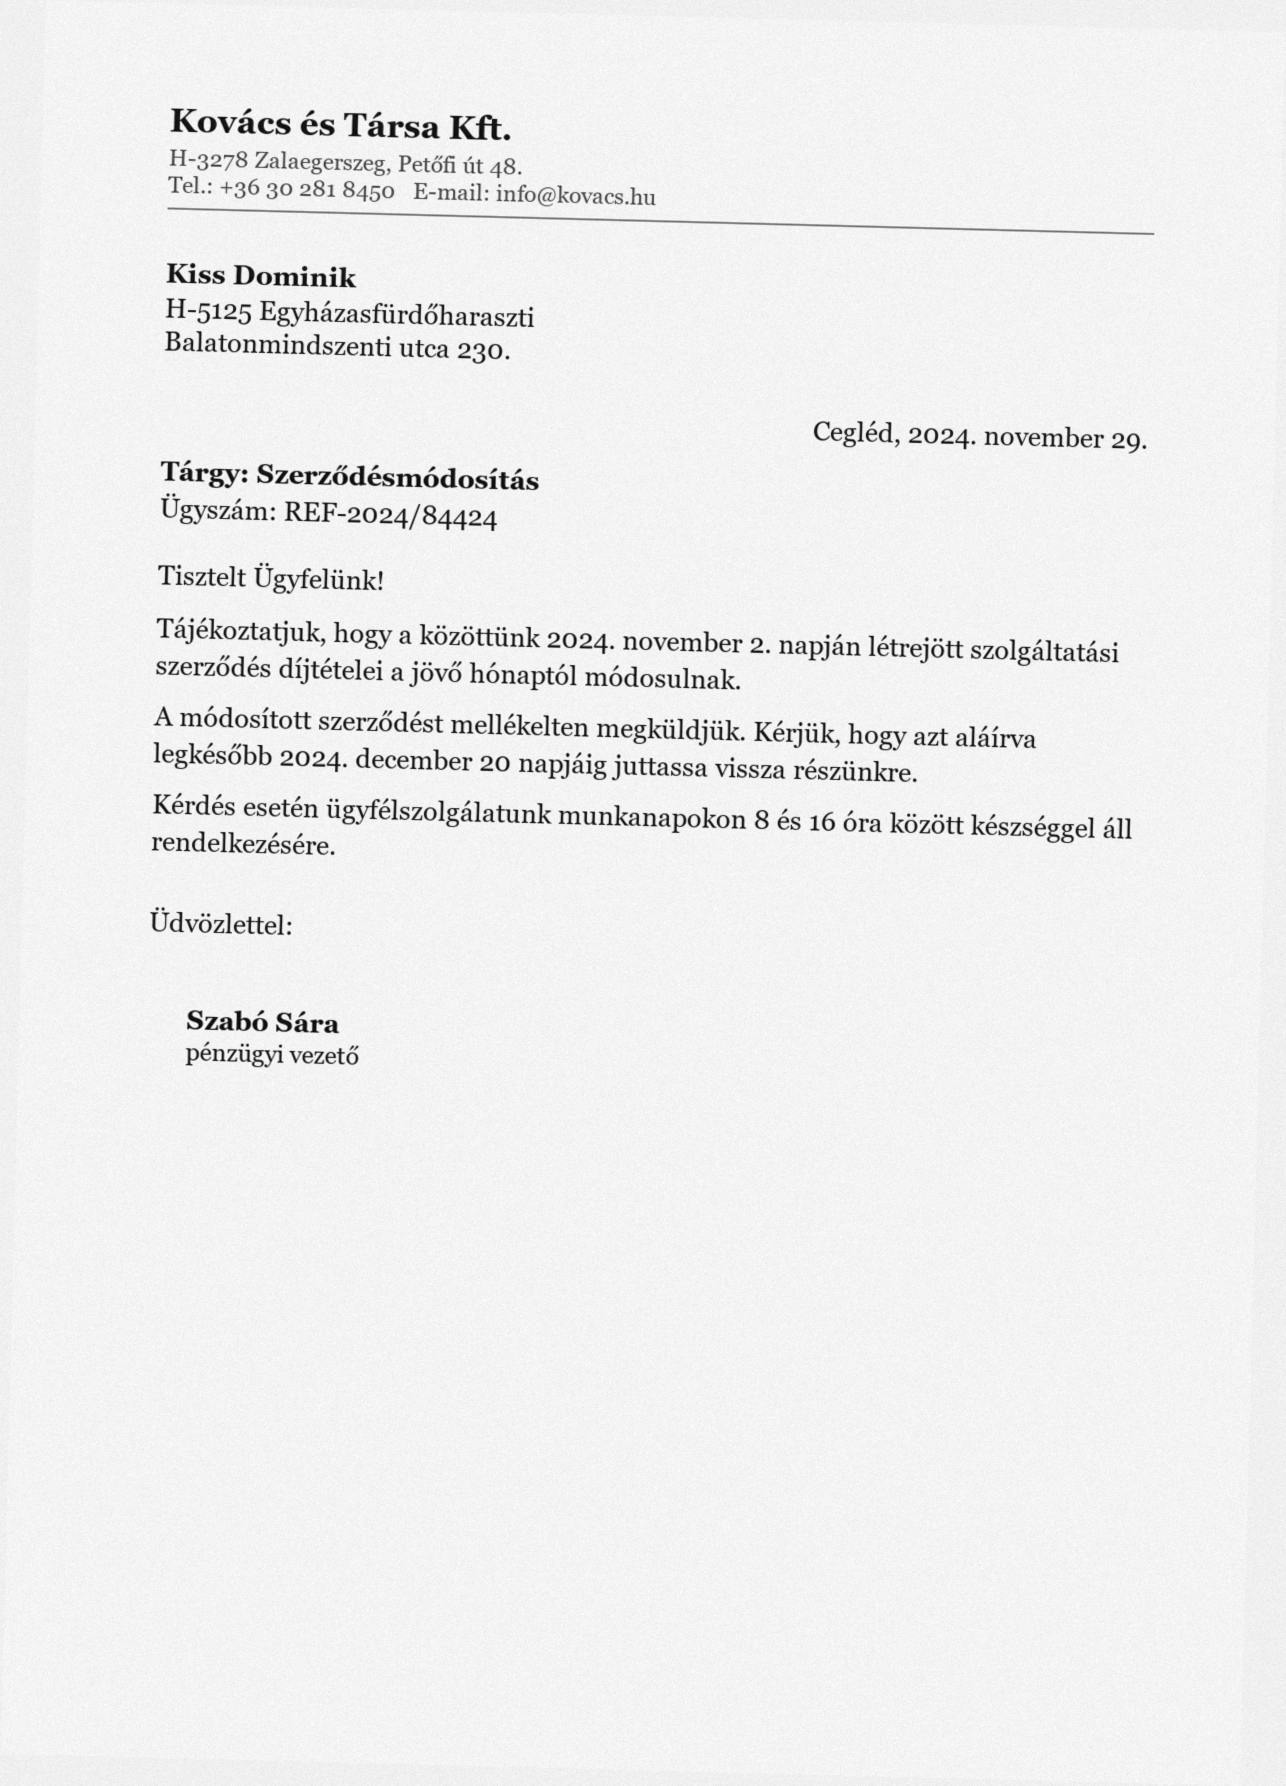 Kovács és Társa Kft.
H-3278 Zalaegerszeg, Petőfi út 48.
Tel.: +36 30 281 8450 E-mail: info@kovacs.hu
Kiss Dominik
H-5125 Egyházasfürdőharaszti
Balatonmindszenti utca 230.
Cegléd, 2024. november 29.
Tárgy: Szerződésmódosítás
Ügyszám: REF-2024/84424
Tisztelt Ügyfelünk!
Tájékoztatjuk, hogy a közöttünk 2024. november 2. napján létrejött szolgáltatási
szerződés díjtételei a jövő hónaptól módosulnak.
A módosított szerződést mellékelten megküldjük. Kérjük, hogy azt aláírva
legkésőbb 2024. december 20 napjáig juttassa vissza részünkre.
Kérdés esetén ügyfélszolgálatunk munkanapokon 8 és 16 óra között készséggel áll
rendelkezésére.
Üdvözlettel:
Szabó Sára
pénzügyi vezető